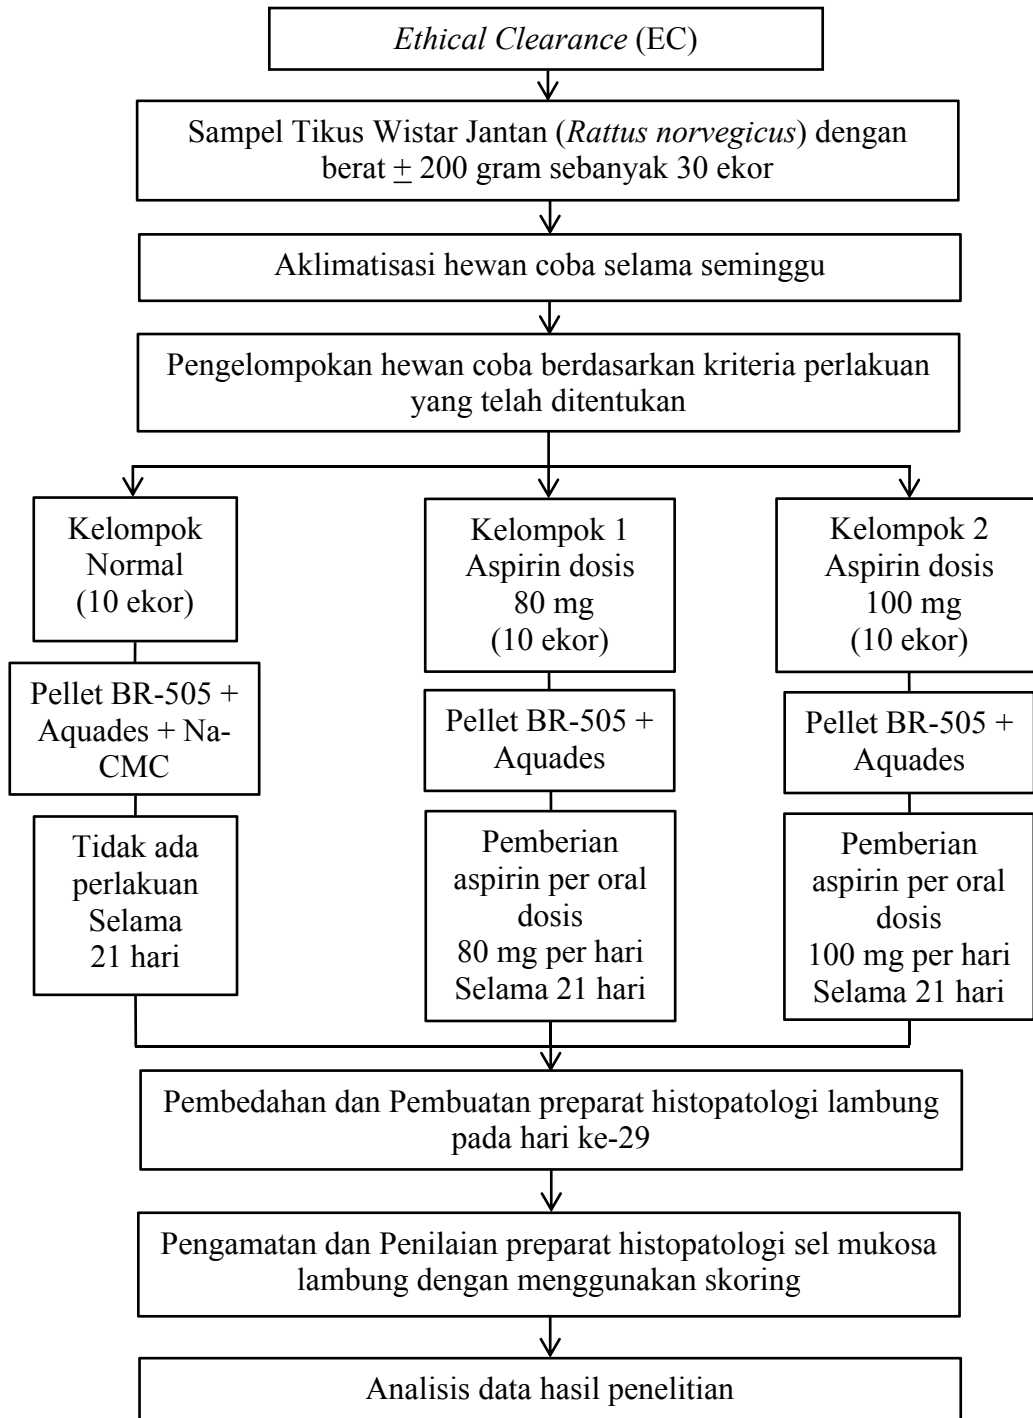 Ethical Clearance (EC)
Sampel Tikus Wistar Jantan (Rattus norvegicus) dengan
berat ± 200 gram sebanyak 30 ekor
Aklimatisasi hewan coba selama seminggu
Pengelompokan hewan coba berdasarkan kriteria perlakuan
yang telah ditentukan
Kelompok
Normal
(10 ekor)
Pellet BR-505 +
Aquades + Na-
CMC
Tidak ada
perlakuan
Selama
21 hari
Kelompok 1
Aspirin dosis
80 mg
(10 ekor)
Pellet BR-505 +
Aquades
Pemberian
aspirin per oral
dosis
80 mg per hari
Selama 21 hari
Kelompok 2
Aspirin dosis
100 mg
(10 ekor)
Pellet BR-505 +
Aquades
Pemberian
aspirin per oral
dosis
100 mg per hari
Selama 21 hari
Pembedahan dan Pembuatan preparat histopatologi lambung
pada hari ke-29
Pengamatan dan Penilaian preparat histopatologi sel mukosa
lambung dengan menggunakan skoring
Analisis data hasil penelitian